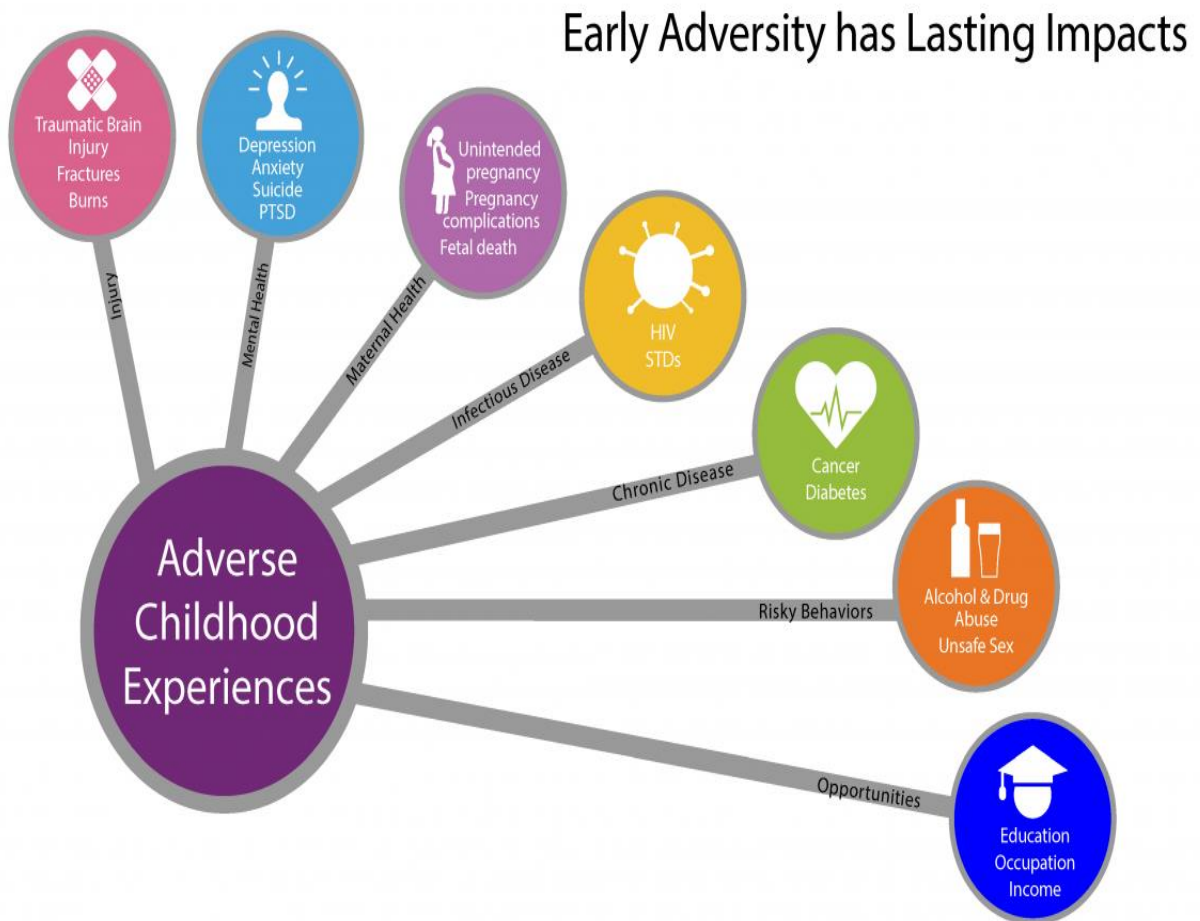 Early Adversity has Lasting Impacts
Traumatic Brain
Injury
Fractures
Burns
Injury
Depression
Anxiety
Suicide
PTSD
Mental Health
Unintended
pregnancy
Pregnancy
complications
Fetal death
Maternal Health
HIV
STDs
Infectious Disease
Cancer
Diabetes
Chronic Disease
Alcohol & Drug
Abuse
Unsafe Sex
Risky Behaviors
Education
Occupation
Income
Opportunities
Adverse
Childhood
Experiences